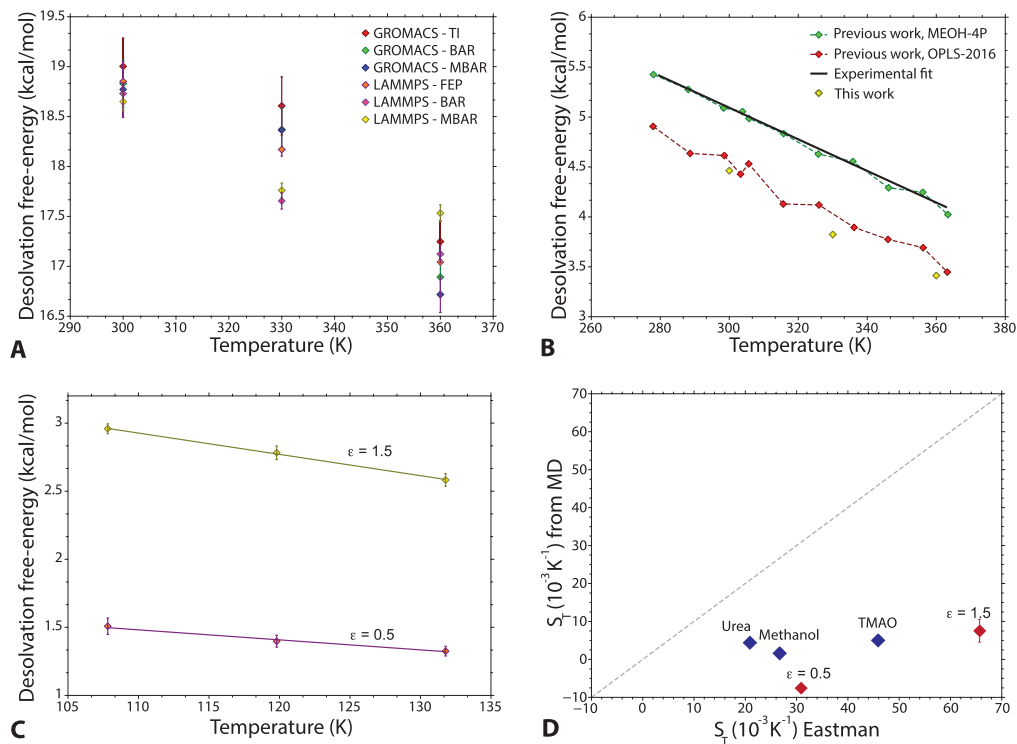 19.5
19
18.5
18
17.5
17
16.5
290 300 310 320 330 340 350 360 370
Desolvation free-energy (kcal/mol)
Temperature (K)
GROMACS - TI
GROMACS - BAR
GROMACS - MBAR
LAMMPS - FEP
LAMMPS - BAR
LAMMPS - MBAR
A
6
5.5
5
4.5
4
3.5
3
260 280 300 320 340 360 380
Desolvation free-energy (kcal/mol)
Temperature (K)
Previous work, MEOH-4P
Previous work, OPLS-2016
Experimental fit
This work
B
3
2.5
2
1.5
1
105 110 115 120 125 130 135
Desolvation free-energy (kcal/mol)
Temperature (K)
ε = 1.5
ε = 0.5
C
70
60
50
40
30
20
10
0
−10
−10 0 10 20 30 40 50 60 70
S_T (10⁻³K⁻¹) from MD
S_T (10⁻³K⁻¹) Eastman
Urea
Methanol
TMAO
ε = 1.5
ε = 0.5
D